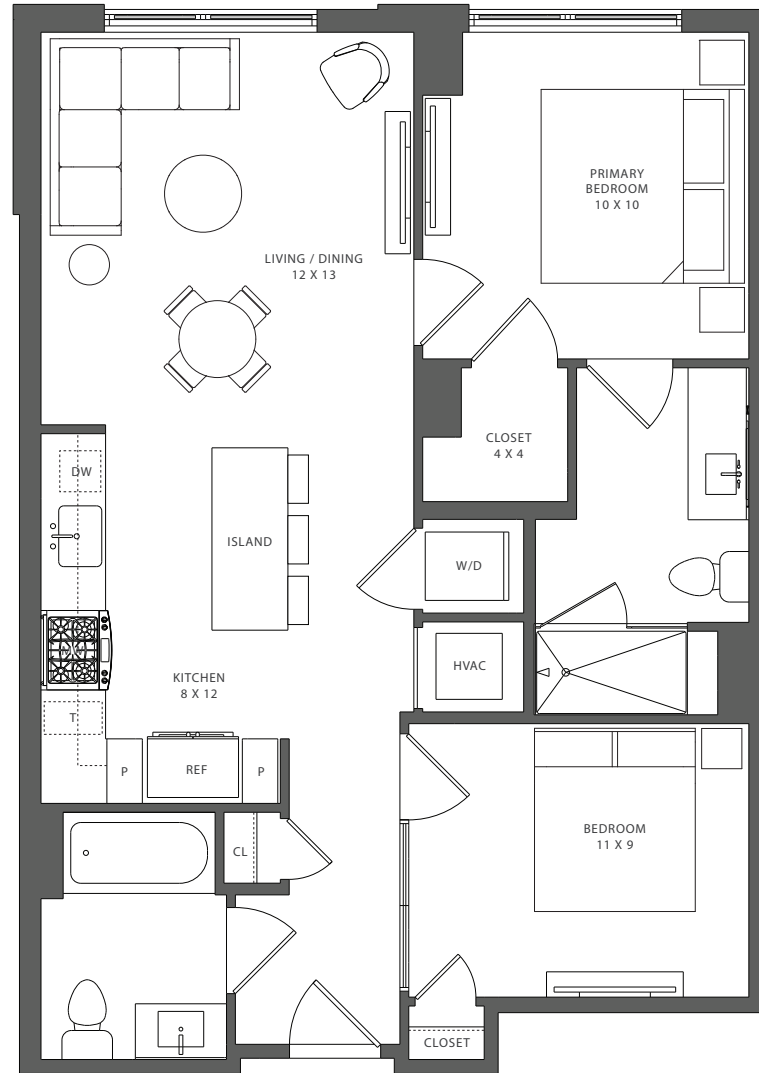 PRIMARY
BEDROOM
10 X 10
LIVING / DINING
12 X 13
CLOSET
4 X 4
DW
ISLAND
W/D
HVAC
KITCHEN
8 X 12
T
P
REF
P
CL
BEDROOM
11 X 9
CLOSET